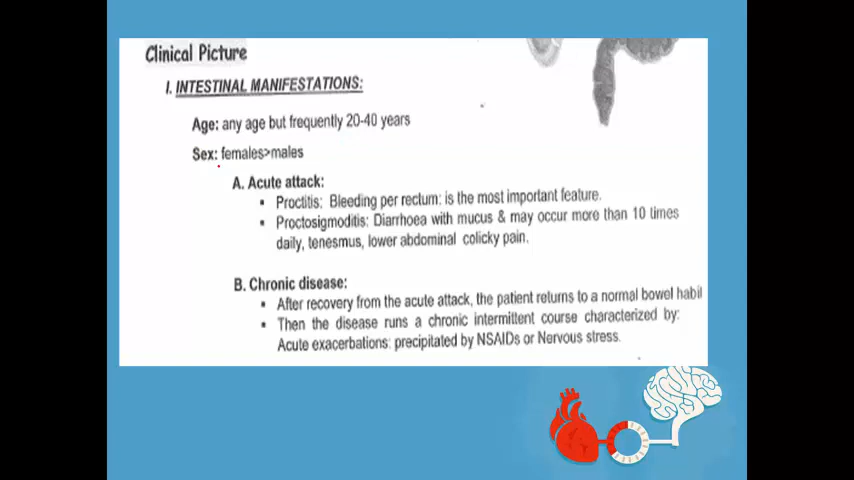 Clinical Picture
I. INTESTINAL MANIFESTATIONS:
Age: any age but frequently 20-40 years
Sex: females>males
A. Acute attack:
▪ Proctitis: Bleeding per rectum: is the most important feature.
▪ Proctosigmoditis: Diarrhoea with mucus & may occur more than 10 times
daily, tenesmus, lower abdominal colicky pain.
B. Chronic disease:
▪ After recovery from the acute attack, the patient returns to a normal bowel habit
▪ Then the disease runs a chronic intermittent course characterized by:
Acute exacerbations: precipitated by NSAIDs or Nervous stress.